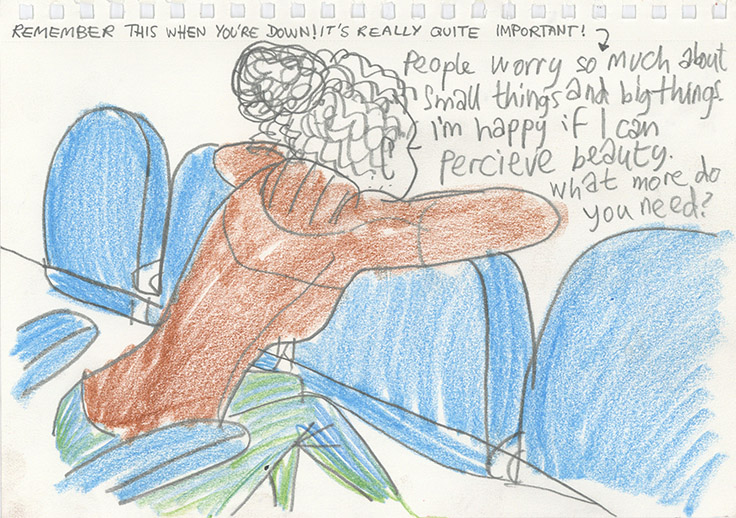 REMEMBER THIS WHEN YOU'RE DOWN! IT'S REALLY QUITE IMPORTANT!
People worry so much about
small things and big things.
i'm happy if I can
percieve beauty.
what more do
you need?